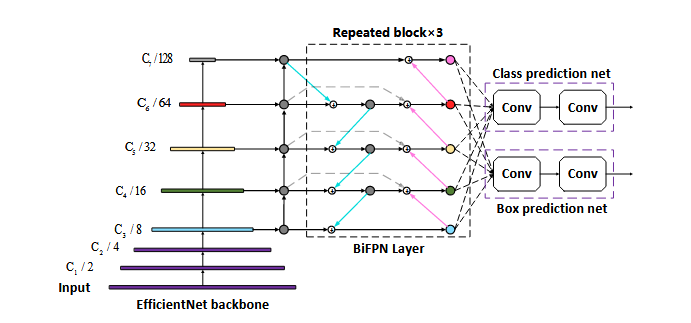 Repeated block×3
C₇ /128
Class prediction net
C₆ / 64
Conv
Conv
C₅ / 32
Conv
Conv
C₄ / 16
Box prediction net
C₃ / 8
C₂ / 4
BiFPN Layer
C₁ / 2
Input
EfficientNet backbone